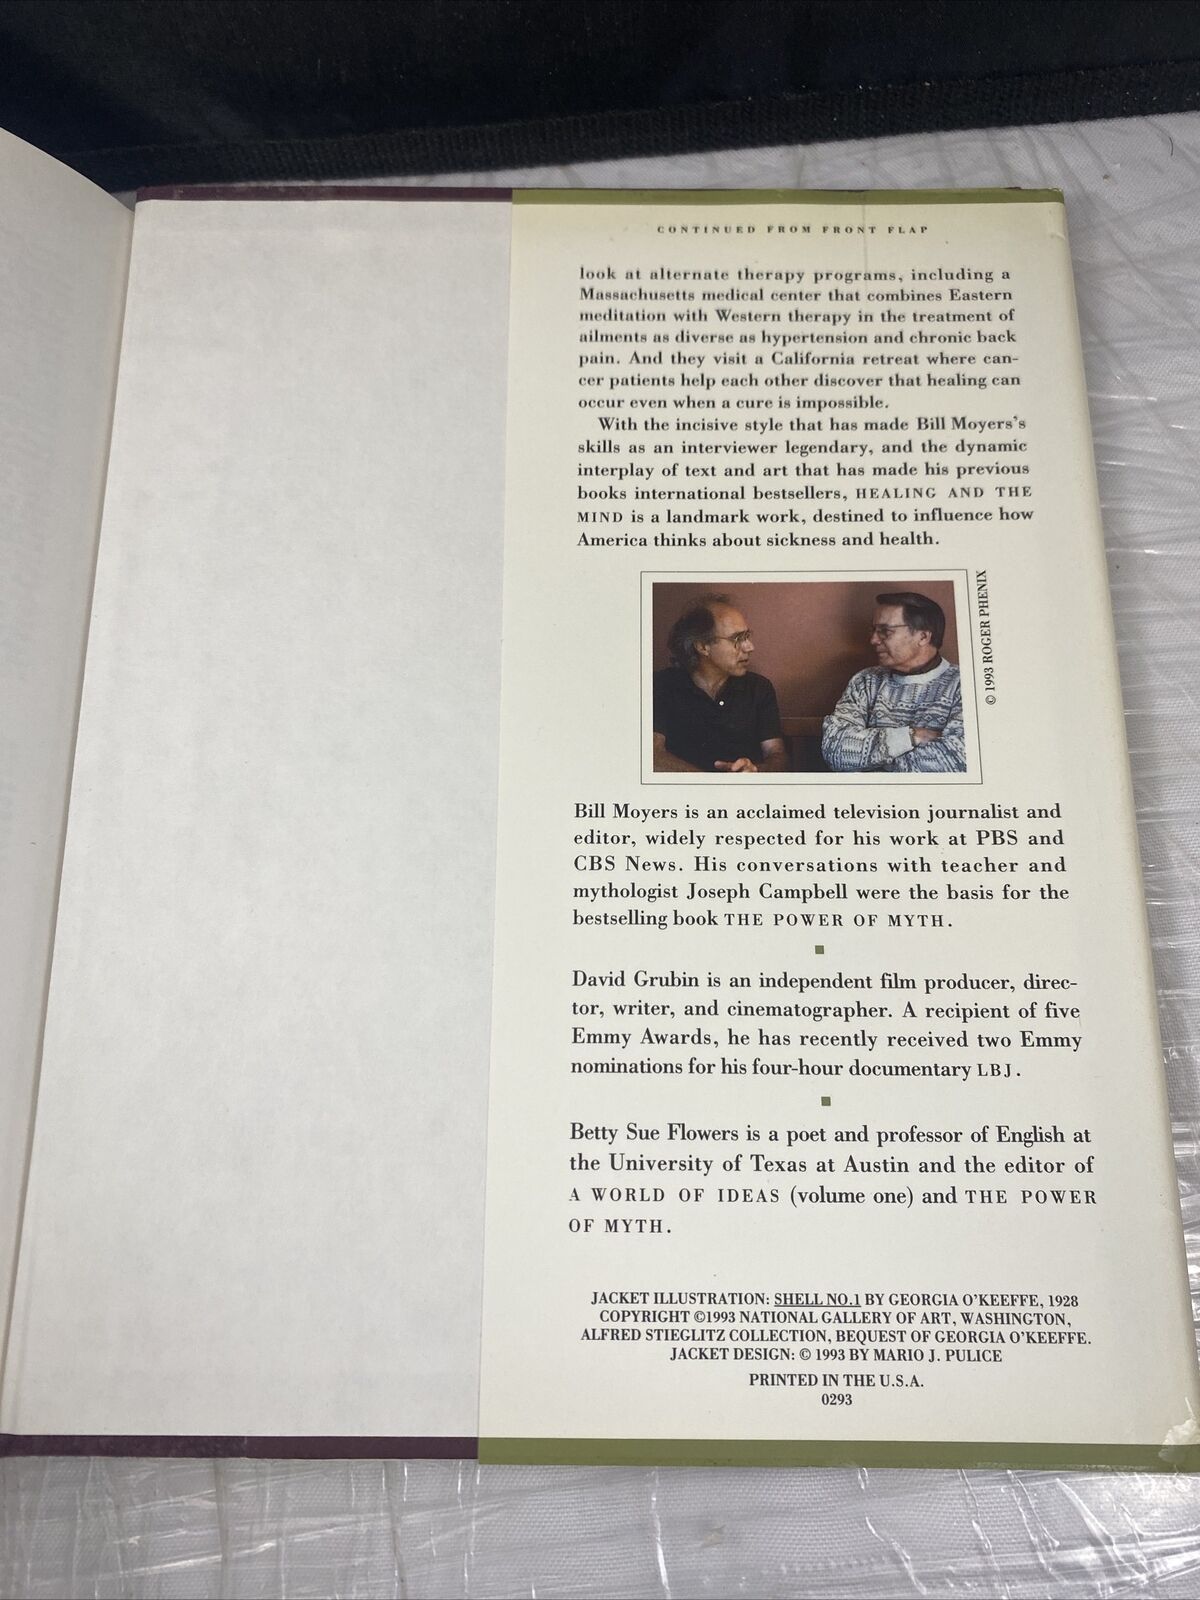 CONTINUED FROM FRONT FLAP
look at alternate therapy programs, including a
Massachusetts medical center that combines Eastern
meditation with Western therapy in the treatment of
ailments as diverse as hypertension and chronic back
pain. And they visit a California retreat where can-
cer patients help each other discover that healing can
occur even when a cure is impossible.
With the incisive style that has made Bill Moyers's
skills as an interviewer legendary, and the dynamic
interplay of text and art that has made his previous
books international bestsellers, HEALING AND THE
MIND is a landmark work, destined to influence how
America thinks about sickness and health.
© 1993 ROGER PHENIX
Bill Moyers is an acclaimed television journalist and
editor, widely respected for his work at PBS and
CBS News. His conversations with teacher and
mythologist Joseph Campbell were the basis for the
bestselling book THE POWER OF MYTH.
David Grubin is an independent film producer, direc-
tor, writer, and cinematographer. A recipient of five
Emmy Awards, he has recently received two Emmy
nominations for his four-hour documentary LBJ.
Betty Sue Flowers is a poet and professor of English at
the University of Texas at Austin and the editor of
A WORLD OF IDEAS (volume one) and THE POWER
OF MYTH.
JACKET ILLUSTRATION: SHELL NO.1 BY GEORGIA O'KEEFFE, 1928
COPYRIGHT ©1993 NATIONAL GALLERY OF ART, WASHINGTON,
ALFRED STIEGLITZ COLLECTION, BEQUEST OF GEORGIA O'KEEFFE.
JACKET DESIGN: © 1993 BY MARIO J. PULICE
PRINTED IN THE U.S.A.
0293